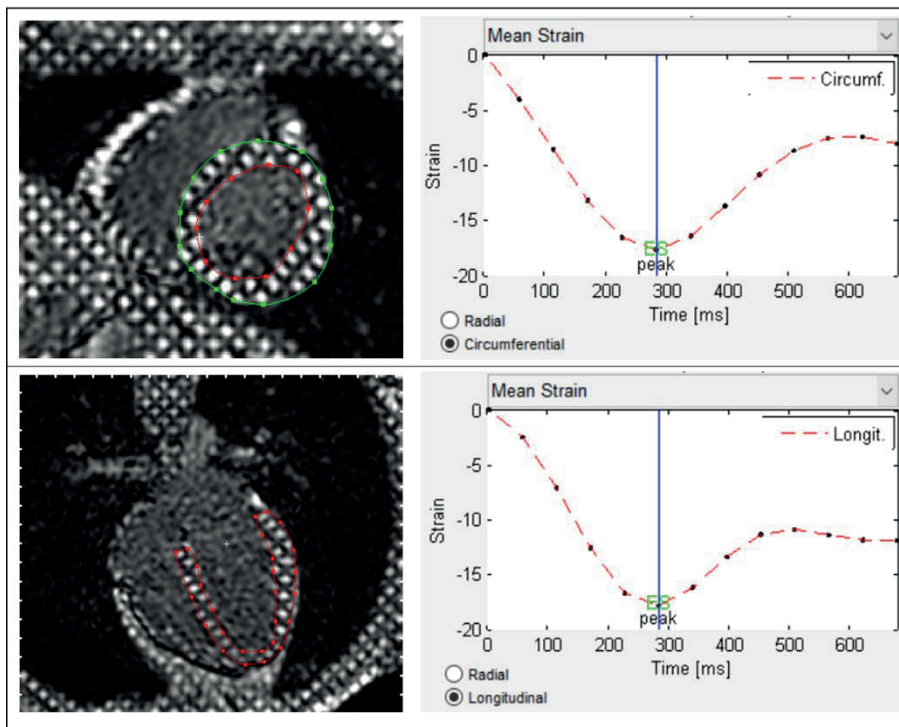 Mean Strain
0
-5
-10
-15
-20
Strain
Circumf.
ES
peak
0 100 200 300 400 500 600
Time [ms]
Radial
Circumferential
Mean Strain
0
-5
-10
-15
-20
Strain
Longit.
ES
peak
0 100 200 300 400 500 600
Time [ms]
Radial
Longitudinal